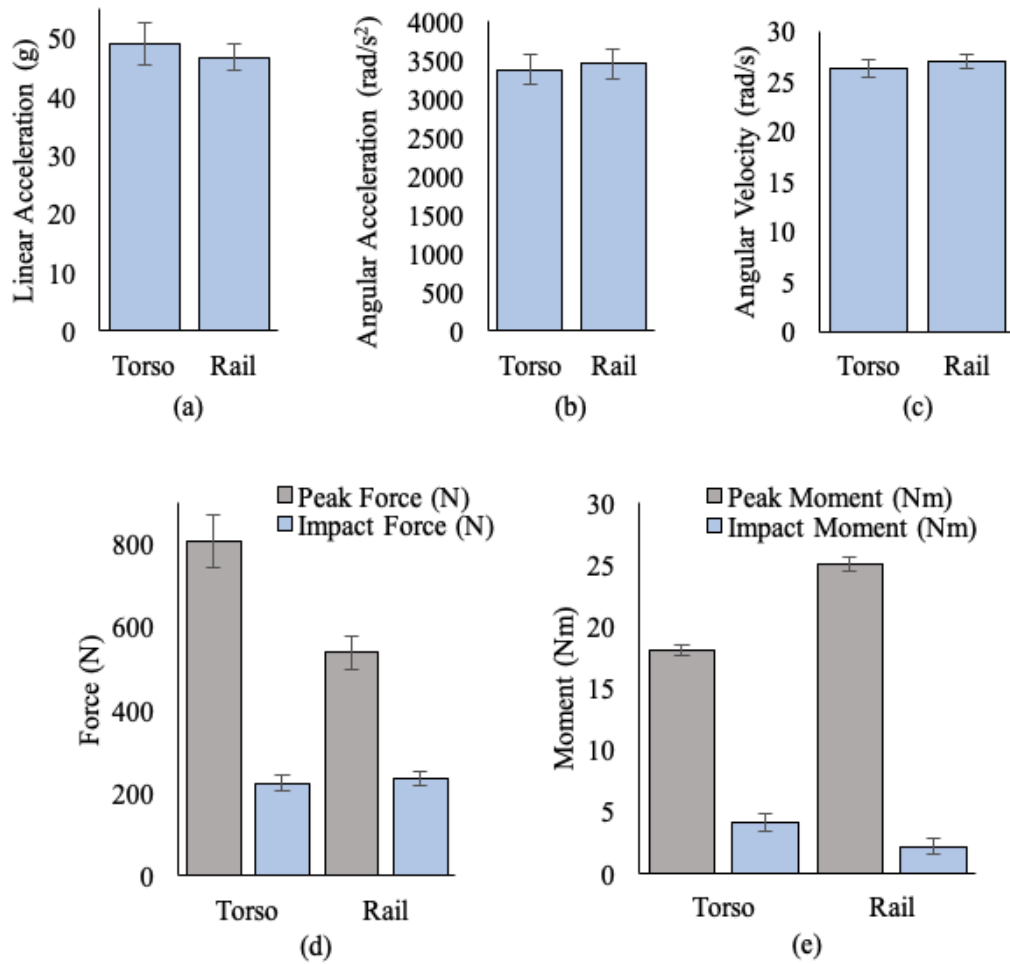 Linear Acceleration (g)
50
40
30
20
10
0
Torso Rail
(a)
Angular Acceleration (rad/s²)
4000
3500
3000
2500
2000
1500
1000
500
0
Torso Rail
(b)
Angular Velocity (rad/s)
30
25
20
15
10
5
0
Torso Rail
(c)
Peak Force (N)
Impact Force (N)
Force (N)
800
600
400
200
0
Torso Rail
(d)
Peak Moment (Nm)
Impact Moment (Nm)
Moment (Nm)
30
25
20
15
10
5
0
Torso Rail
(e)